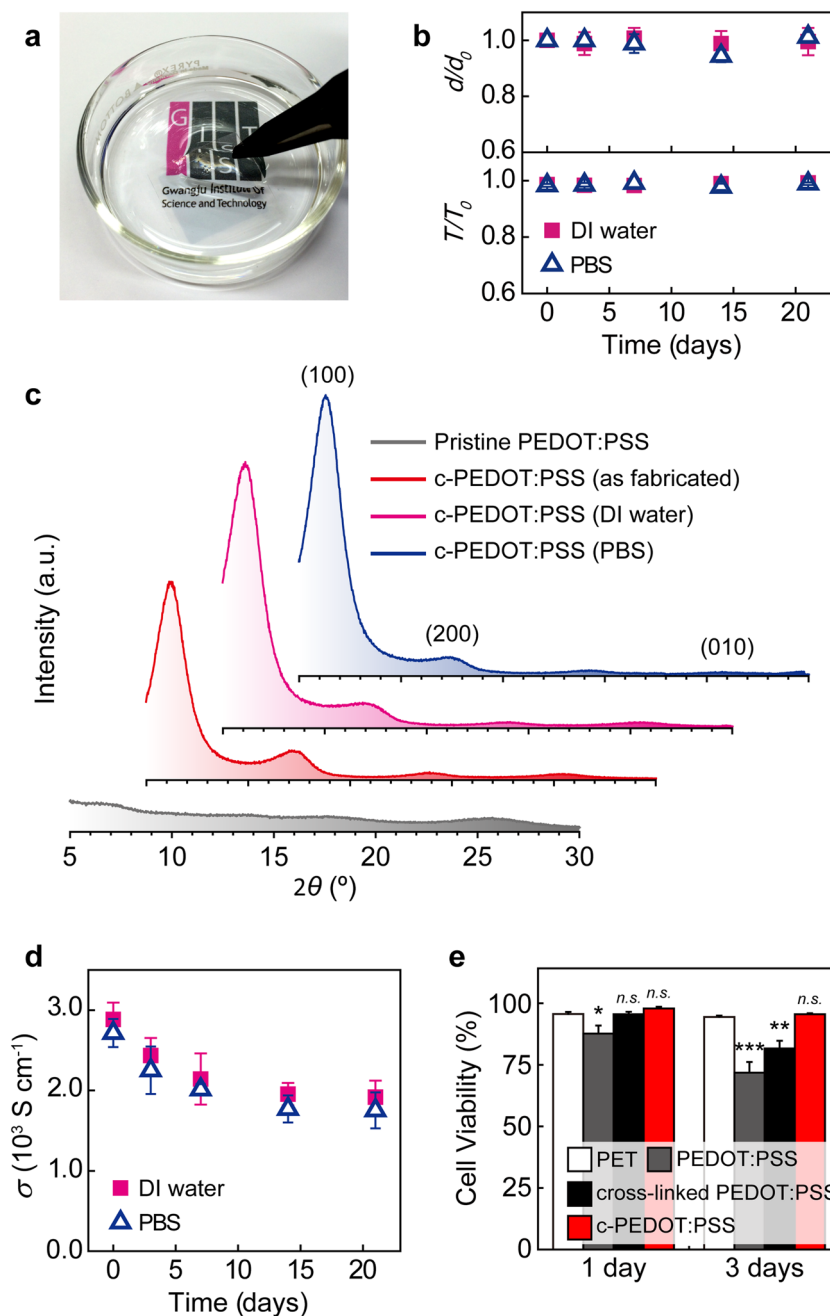 a
PYREX®
G I T
IS
Gwangju Institute of
Science and Technology
b
d/d₀
1.0
0.8
0.6
T/T₀
1.0
0.8
0.6
DI water
PBS
0 5 10 15 20
Time (days)
c
(100)
Pristine PEDOT:PSS
c-PEDOT:PSS (as fabricated)
c-PEDOT:PSS (DI water)
c-PEDOT:PSS (PBS)
Intensity (a.u.)
(200)
(010)
5 10 15 20 25 30
2θ (º)
d
σ (10³ S cm⁻¹)
3.0
2.0
1.0
0.0
DI water
PBS
0 5 10 15 20
Time (days)
e
Cell Viability (%)
100
75
50
25
0
* n.s. n.s.
*** ** n.s.
PET PEDOT:PSS
cross-linked PEDOT:PSS
c-PEDOT:PSS
1 day 3 days